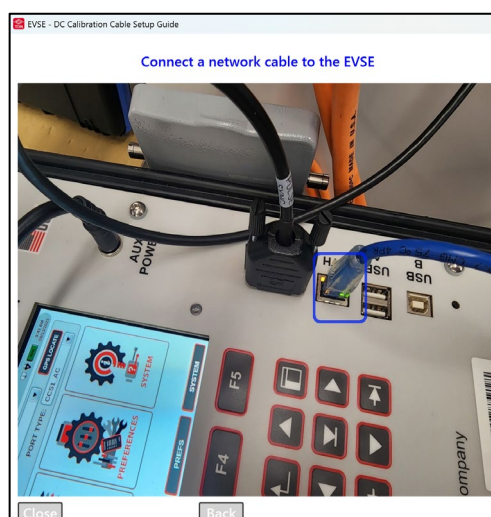 EVSE - DC Calibration Cable Setup Guide
Connect a network cable to the EVSE
AUX
POWER
USB
USB
B
GPS LOCATE
PORT TYPE: CCS1_AC
SYSTEM
SYSTEM
PREFERENCES
PREFS
F5
F4
ompany
Close
Back